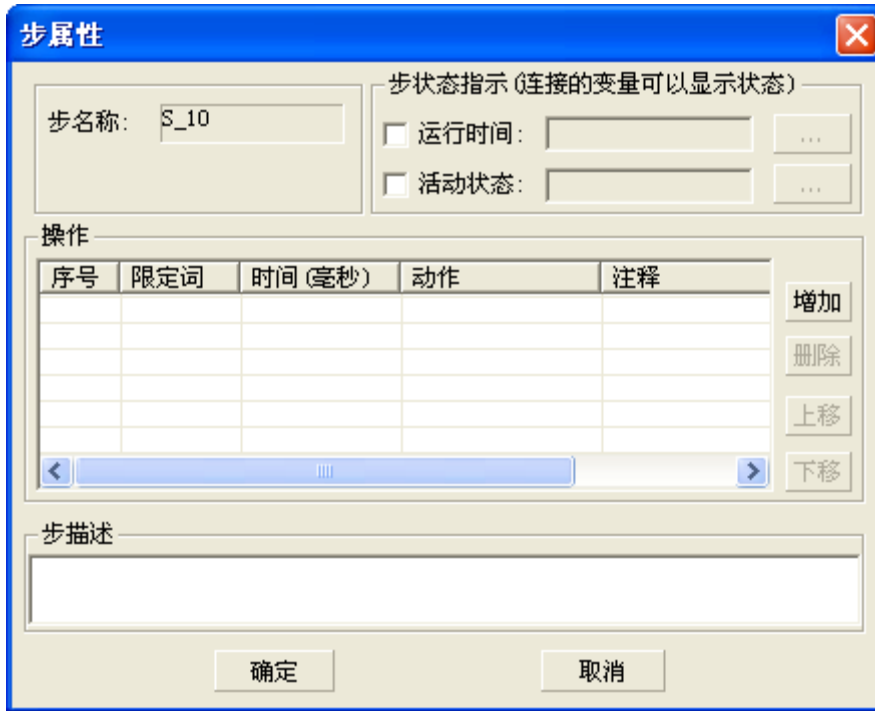 步属性
步状态指示(连接的变量可以显示状态)
步名称: S_10
运行时间: ...
活动状态: ...
操作
序号 限定词 时间(毫秒) 动作 注释
增加
删除
上移
下移
步描述
确定 取消